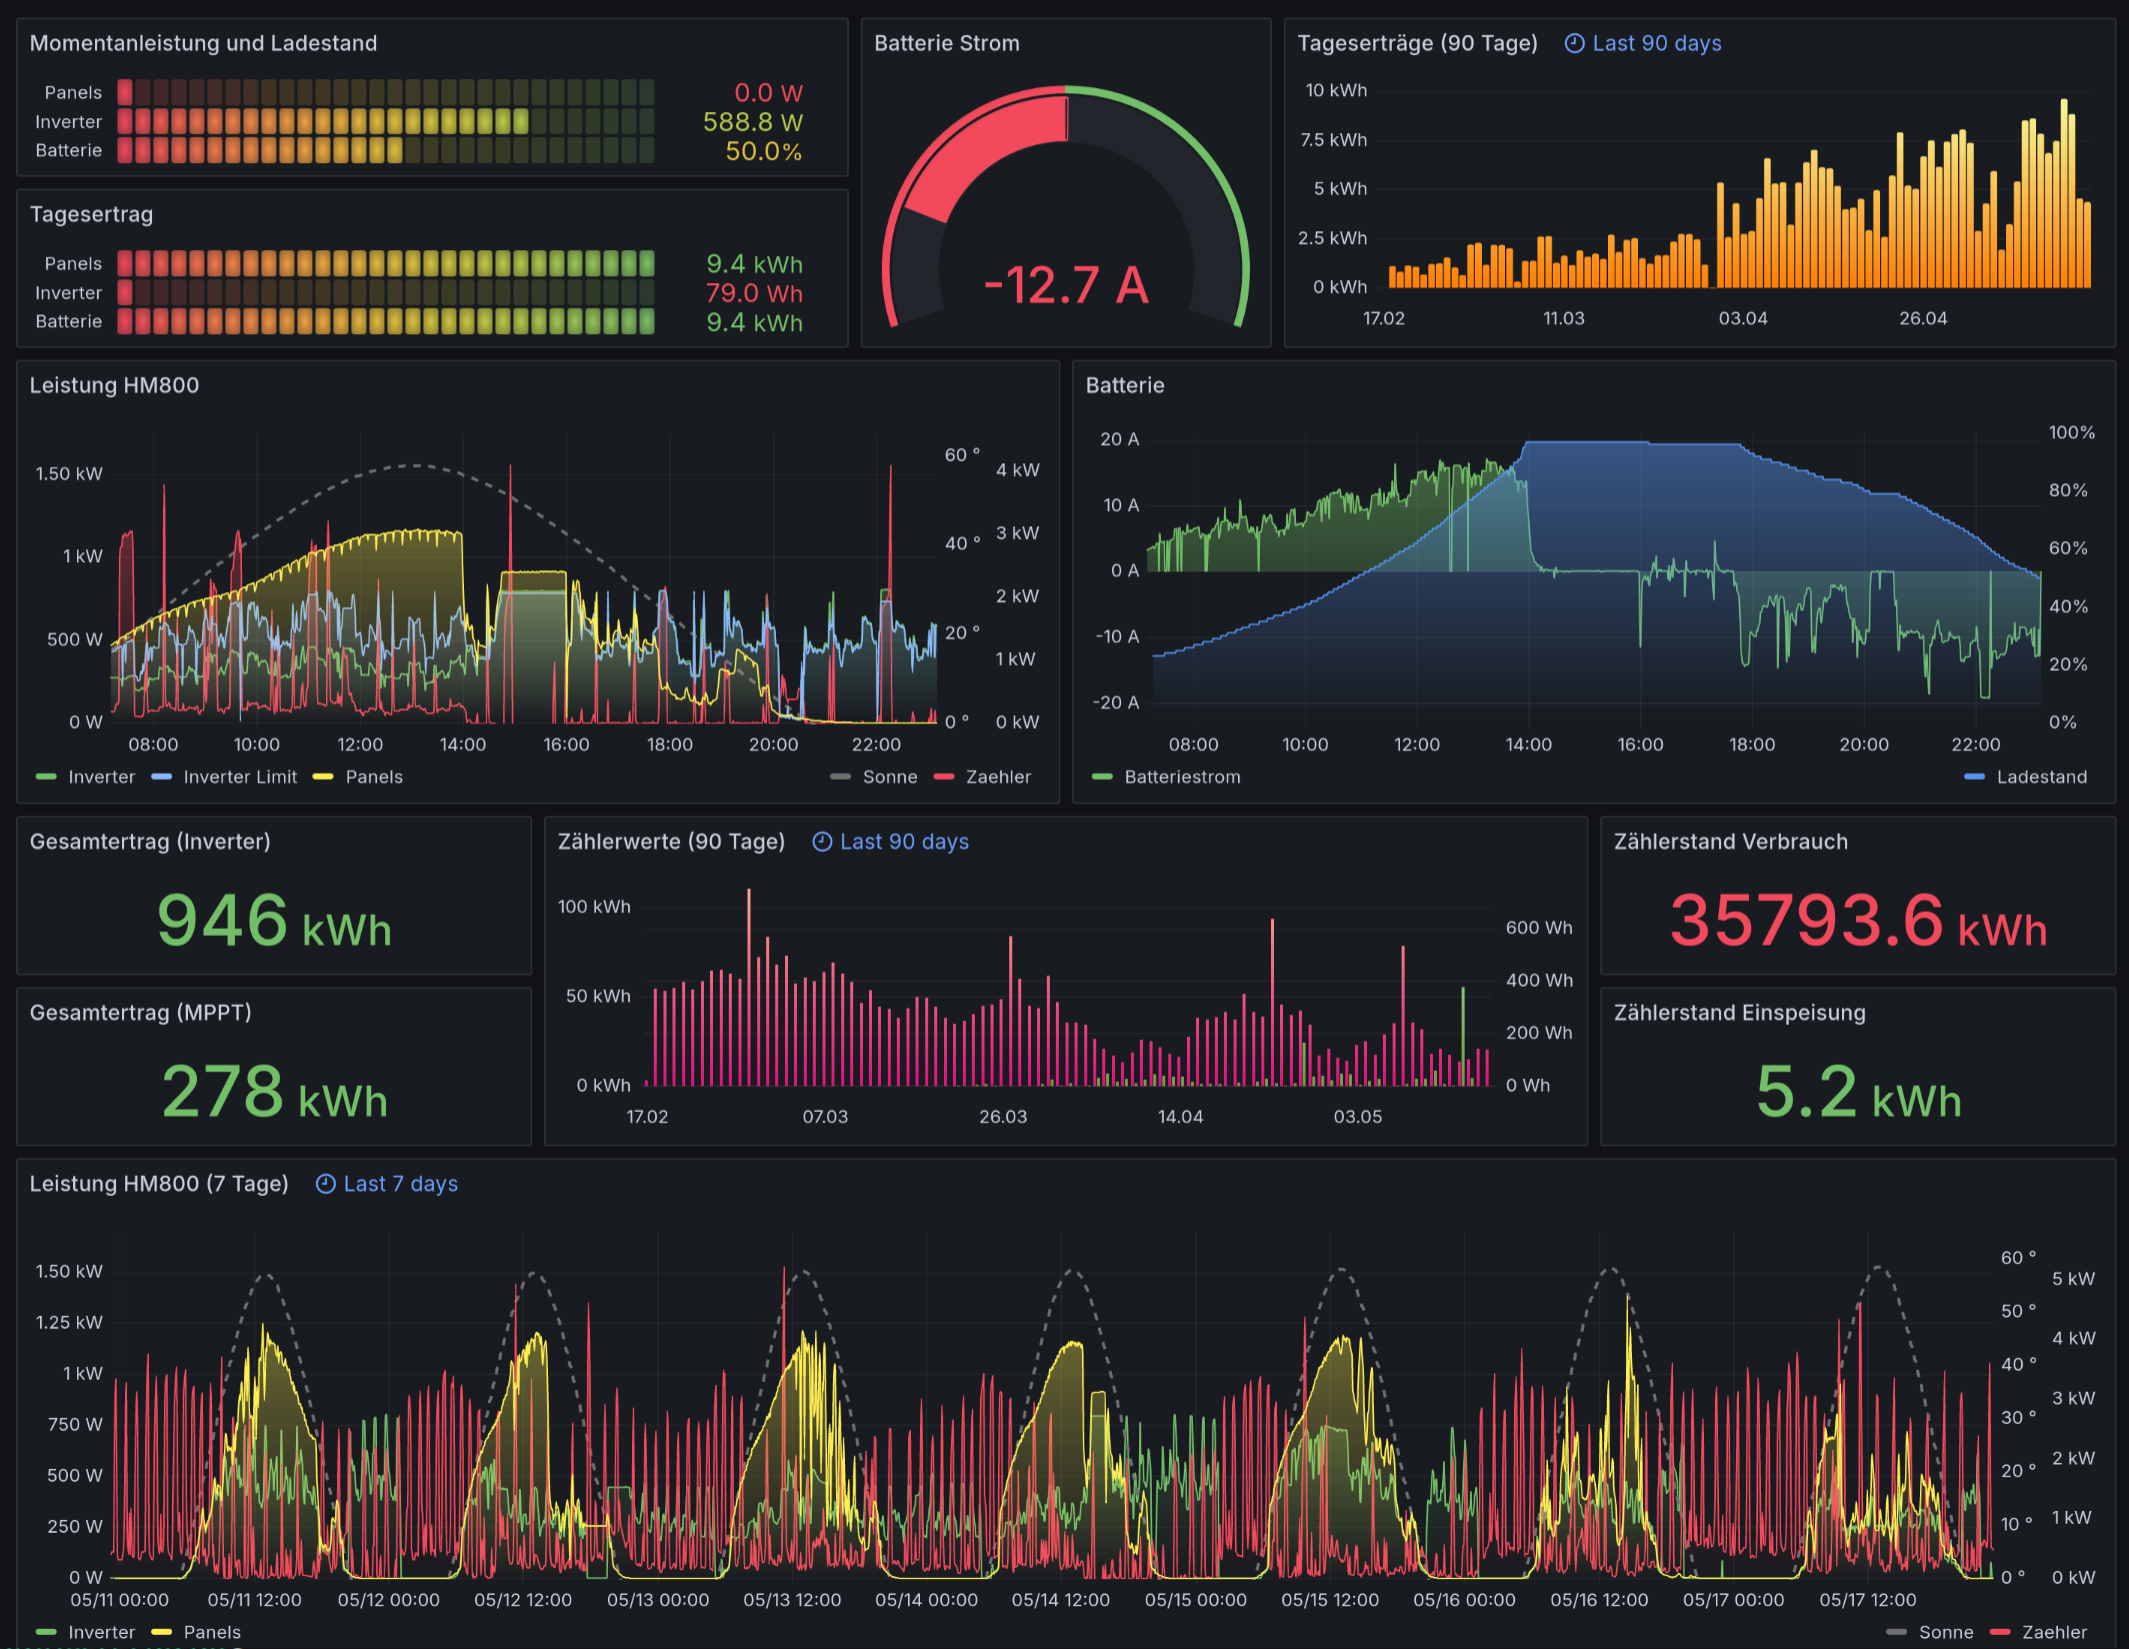 Momentanleistung und Ladestand
Panels 0.0 W
Inverter 588.8 W
Batterie 50.0%
Tagesertrag
Panels 9.4 kWh
Inverter 79.0 Wh
Batterie 9.4 kWh
Batterie Strom
-12.7 A
Tageserträge (90 Tage) Last 90 days
10 kWh
7.5 kWh
5 kWh
2.5 kWh
0 kWh
17.02 11.03 03.04 26.04
Leistung HM800
1.50 kW
1 kW
500 W
0 W
60 °
40 °
20 °
0 °
4 kW
3 kW
2 kW
1 kW
0 kW
08:00 10:00 12:00 14:00 16:00 18:00 20:00 22:00
Inverter Inverter Limit Panels Sonne Zaehler
Batterie
20 A
10 A
0 A
-10 A
-20 A
100%
80%
60%
40%
20%
0%
08:00 10:00 12:00 14:00 16:00 18:00 20:00 22:00
Batteriestrom Ladestand
Gesamtertrag (Inverter)
946 kWh
Gesamtertrag (MPPT)
278 kWh
Zählerwerte (90 Tage) Last 90 days
100 kWh
50 kWh
0 kWh
600 Wh
400 Wh
200 Wh
0 Wh
17.02 07.03 26.03 14.04 03.05
Zählerstand Verbrauch
35793.6 kWh
Zählerstand Einspeisung
5.2 kWh
Leistung HM800 (7 Tage) Last 7 days
1.50 kW
1.25 kW
1 kW
750 W
500 W
250 W
0 W
60 °
50 °
40 °
30 °
20 °
10 °
0 °
5 kW
4 kW
3 kW
2 kW
1 kW
0 kW
05/11 00:00 05/11 12:00 05/12 00:00 05/12 12:00 05/13 00:00 05/13 12:00 05/14 00:00 05/14 12:00 05/15 00:00 05/15 12:00 05/16 00:00 05/16 12:00 05/17 00:00 05/17 12:00
Inverter Panels Sonne Zaehler